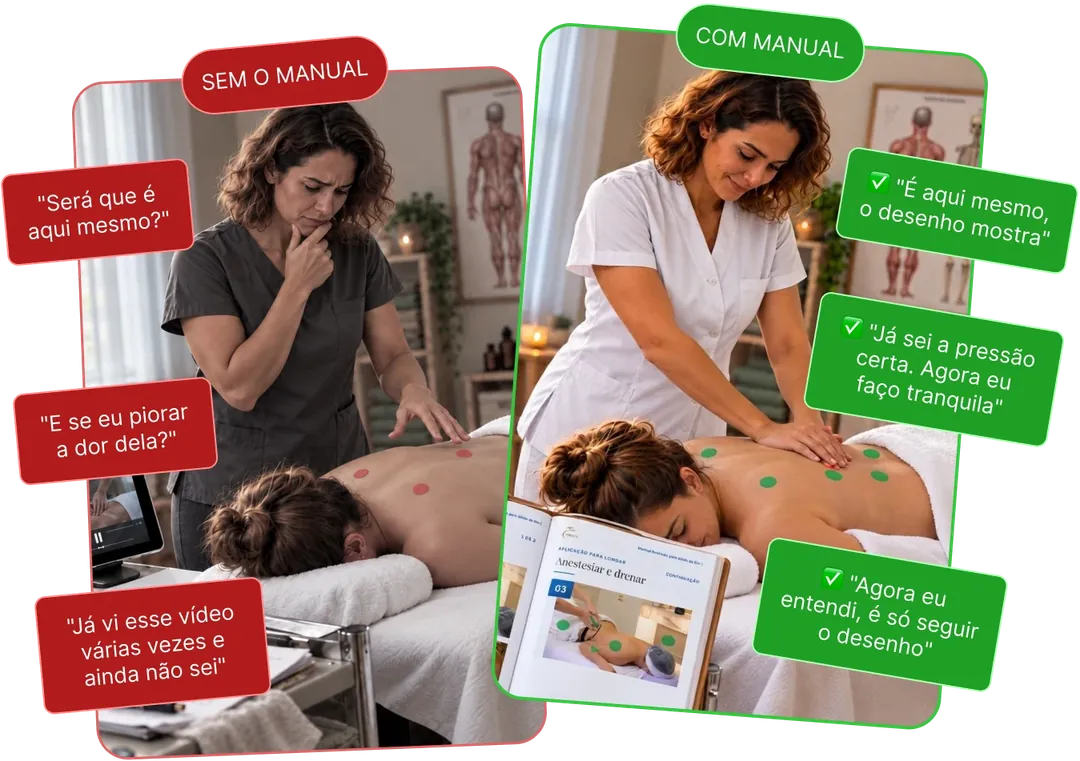 SEM O MANUAL
"Será que é
aqui mesmo?"
"E se eu piorar
a dor dela?"
"Já vi esse vídeo
várias vezes e
ainda não sei"
COM MANUAL
✅ "É aqui mesmo,
o desenho mostra"
✅ "Já sei a pressão
certa. Agora eu
faço tranquila"
✅ "Agora eu
entendi, é só seguir
o desenho"
APLICAÇÃO PARA LOMBAR
Anestesiar e drenar
CONTINUAÇÃO
03